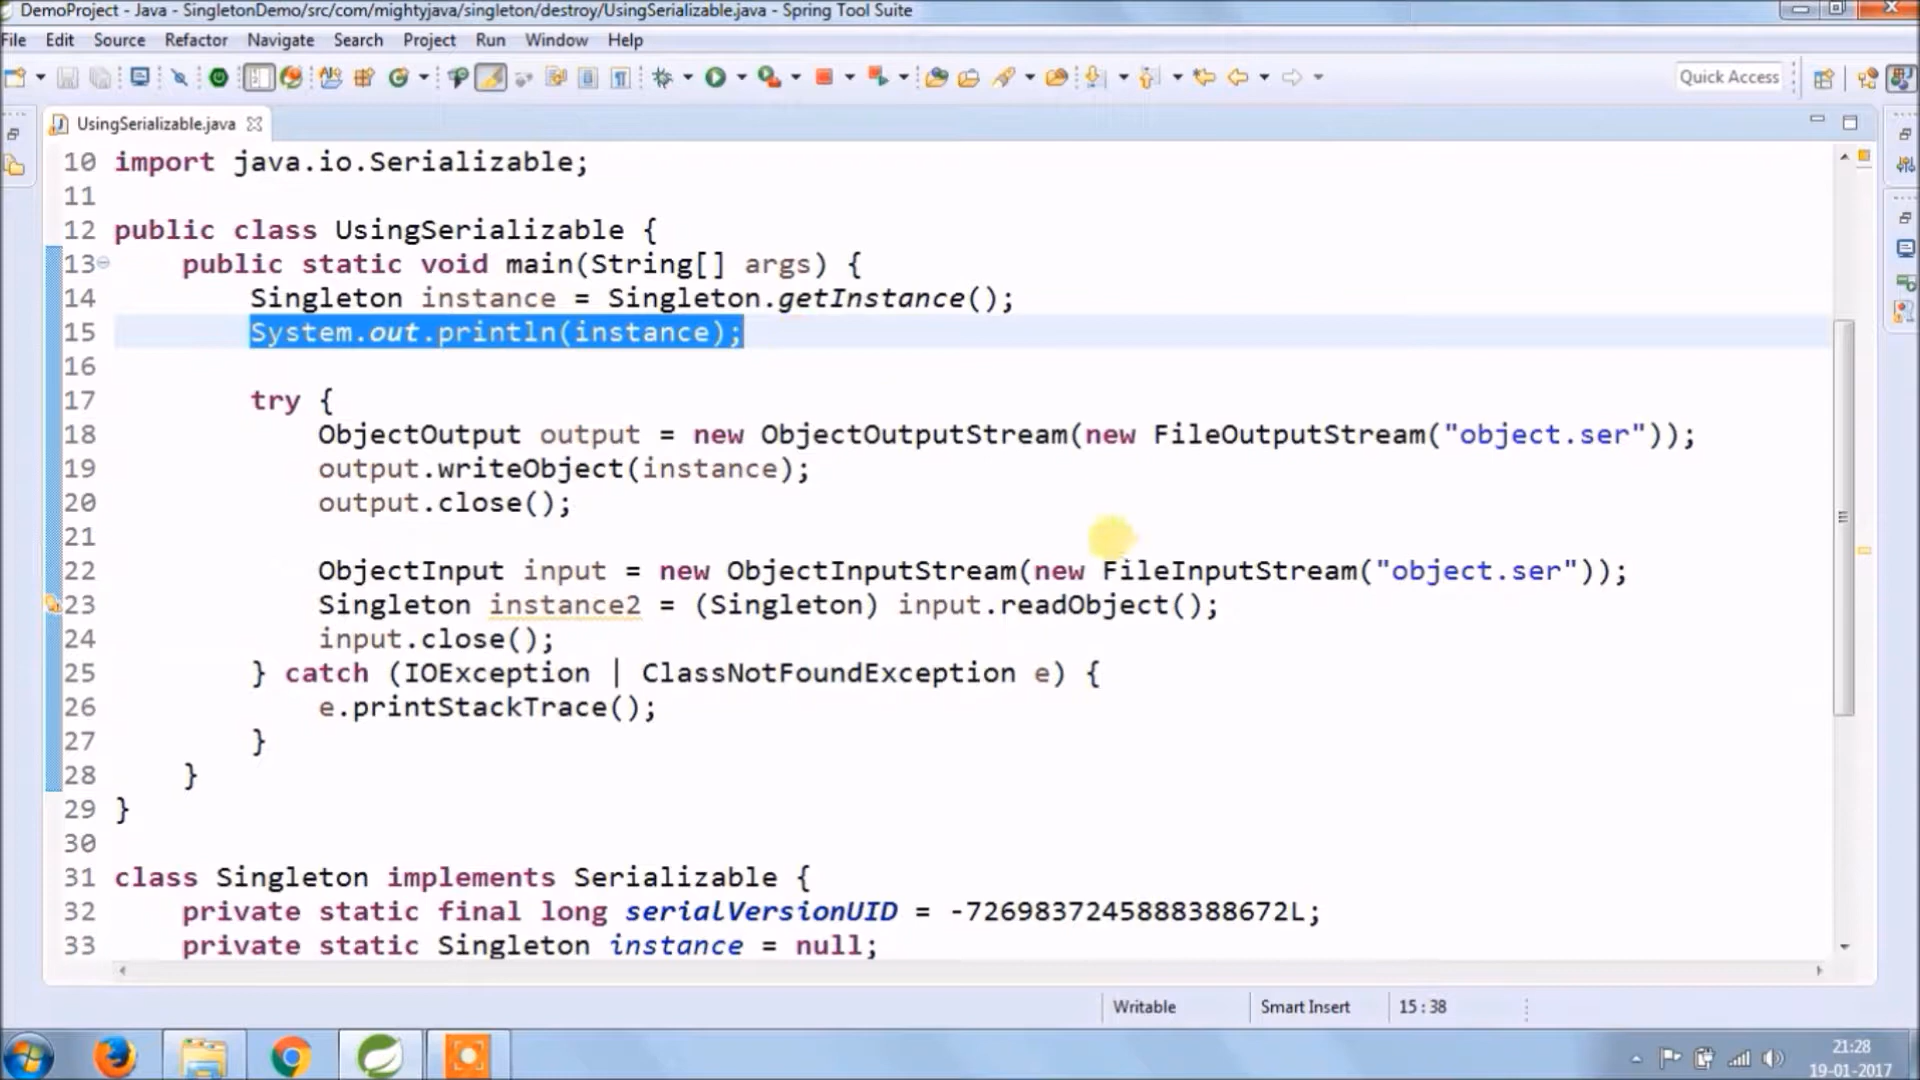 DemoProject - Java - SingletonDemo/src/com/mightyjava/singleton/destroy/UsingSerializable.java - Spring Tool Suite
File Edit Source Refactor Navigate Search Project Run Window Help
Quick Access
UsingSerializable.java
10 import java.io.Serializable;
11
12 public class UsingSerializable {
13     public static void main(String[] args) {
14         Singleton instance = Singleton.getInstance();
15         System.out.println(instance);
16
17         try {
18             ObjectOutput output = new ObjectOutputStream(new FileOutputStream("object.ser"));
19             output.writeObject(instance);
20             output.close();
21
22             ObjectInput input = new ObjectInputStream(new FileInputStream("object.ser"));
23             Singleton instance2 = (Singleton) input.readObject();
24             input.close();
25         } catch (IOException | ClassNotFoundException e) {
26             e.printStackTrace();
27         }
28     }
29 }
30
31 class Singleton implements Serializable {
32     private static final long serialVersionUID = -7269837245888388672L;
33     private static Singleton instance = null;
Writable Smart Insert 15 : 38
21:28
19-01-2017